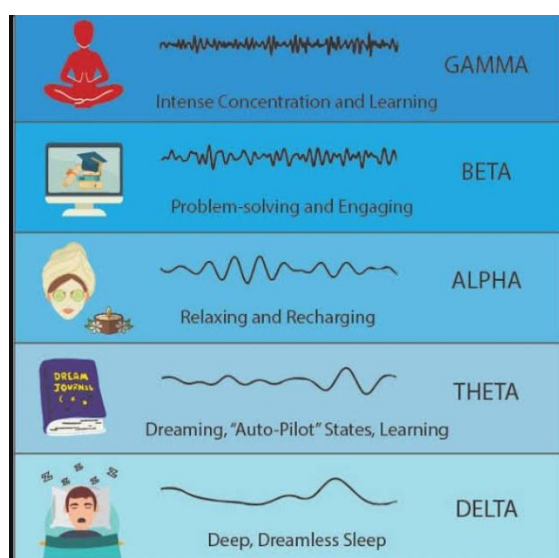 GAMMA
Intense Concentration and Learning
BETA
Problem-solving and Engaging
ALPHA
Relaxing and Recharging
DREAM
JOURNAL
THETA
Dreaming, "Auto-Pilot" States, Learning
Z Z Z Z Z
DELTA
Deep, Dreamless Sleep